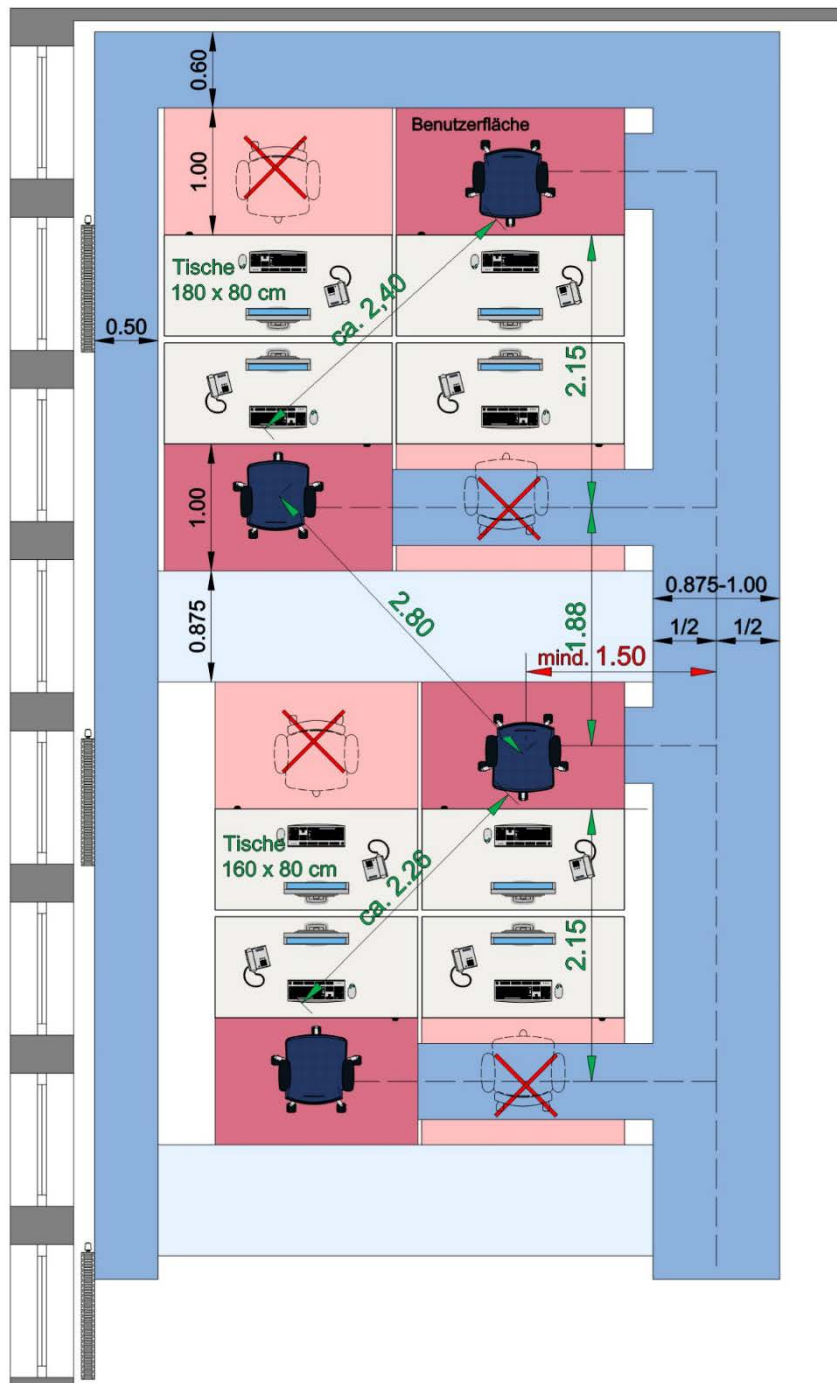 0.60
Benutzerfläche
1.00
Tische
180 x 80 cm
ca. 2,40
0.50
2.15
1.00
0.875
2.80
0.875-1.00
1.88
1/2
1/2
mind. 1.50
Tische
160 x 80 cm
ca. 2.26
2.15